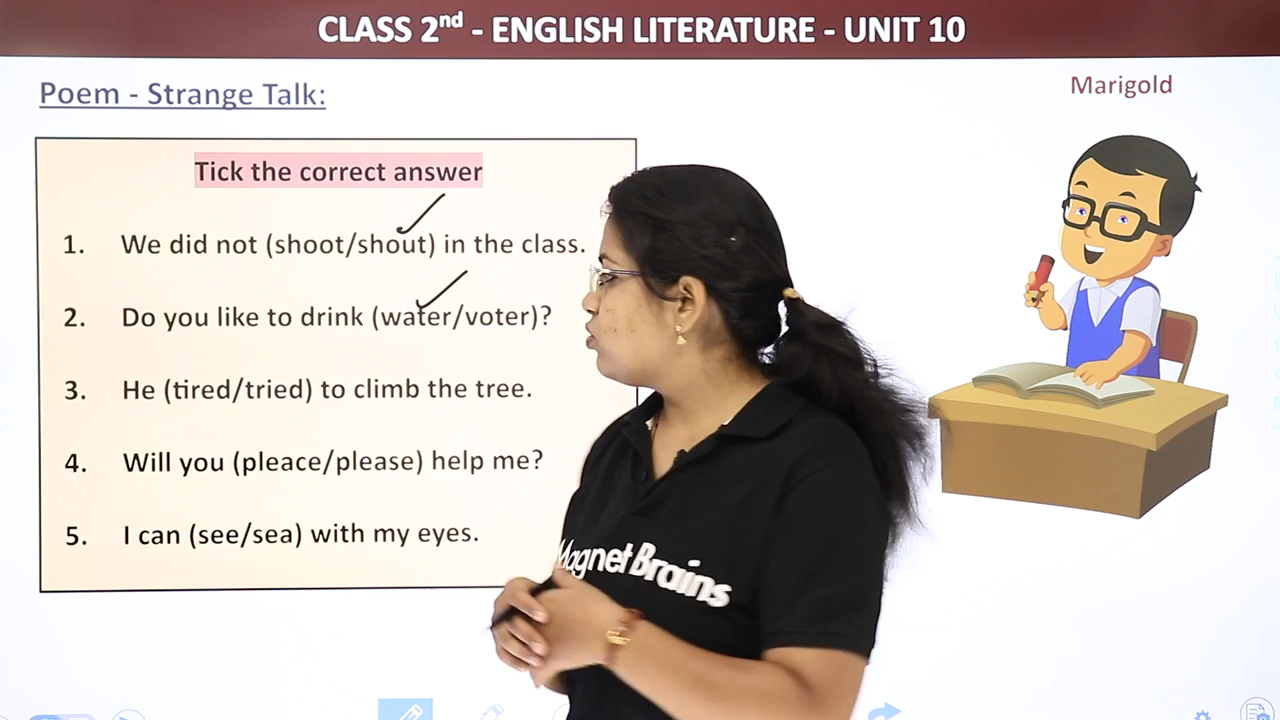 CLASS 2nd - ENGLISH LITERATURE - UNIT 10
Poem - Strange Talk:
Marigold
Tick the correct answer
1. We did not (shoot/shout) in the class.
2. Do you like to drink (water/voter)?
3. He (tired/tried) to climb the tree.
4. Will you (pleace/please) help me?
5. I can (see/sea) with my eyes.
Magnet Brains